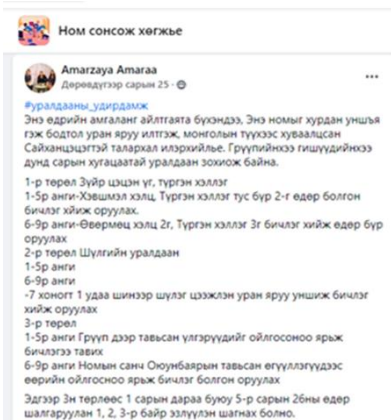 Ном сонсож хөгжье
Amarzaya Amaraa
Дөрөвдүгээр сарын 25 ·
#уралдааны_удирдамж
Энэ өдрийн амгаланг айлтгаята бүхэндээ, Энэ номыг хурдан уншъя
гэж бодтол уран яруу илтгэж, монголын түүхээс хуваалцсан
Сайханцэцэгтэй талархал илэрхийлье. Грүүпийнхээ гишүүдийнхээ
дунд сарын хугацаатай уралдаан зохиож байна.
1-р төрөл Зүйр цэцэн үг, түргэн хэллэг
1-5р анги-Хэвшмэл хэлц, Түргэн хэллэг тус бүр 2-г өдөр болгон
бичлэг хйиж оруулах.
6-9р анги-Өвөрмөц хэлц 2г, Түргэн хэллэг 3г бичлэг хийж өдөр бүр
оруулах
2-р төрөл Шүлгийн уралдаан
1-5р анги
6-9р анги
-7 хоногт 1 удаа шинээр шүлэг цээжлэн уран яруу уншиж бичлэг
хийж оруулах
3-р төрөл
1-5р анги Грүүп дээр тавьсан үлгэрүүдийг ойлгосоноо ярьж
бичлэгээ тавих
6-9р анги Номын санч Оюунбаярын тавьсан өгүүллэгүүдээс
өөрийн ойлгосноо ярьж бичлэг болгон оруулах
Эдгээр 3н төрлөөс 1 сарын дараа буюу 5-р сарын 26ны өдөр
шалгаруулан 1, 2, 3-р байр эзлүүлэн шагнах болно.